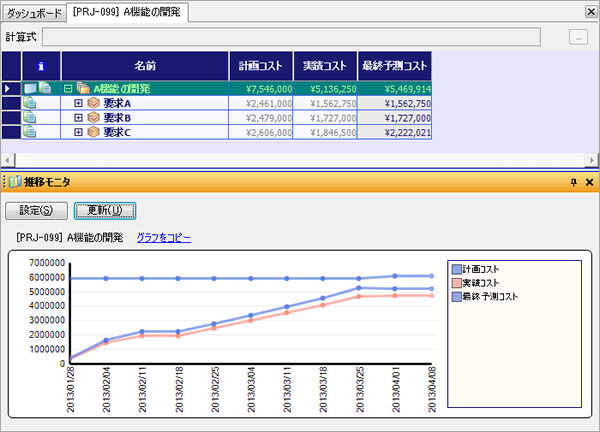 ダッシュボード [PRJ-099] A機能の開発
計算式 ...
i 名前 計画コスト 実績コスト 最終予測コスト
A機能の開発 ¥7,546,000 ¥5,136,250 ¥5,469,914
要求A ¥2,461,000 ¥1,562,750 ¥1,562,750
要求B ¥2,479,000 ¥1,727,000 ¥1,727,000
要求C ¥2,606,000 ¥1,846,500 ¥2,222,021
推移モニタ
設定(S) 更新(U)
[PRJ-099] A機能の開発 グラフをコピー
7000000
6000000
5000000
4000000
3000000
2000000
1000000
0
2013/01/28 2013/02/04 2013/02/11 2013/02/18 2013/02/25 2013/03/04 2013/03/11 2013/03/18 2013/03/25 2013/04/01 2013/04/08
計画コスト
実績コスト
最終予測コスト